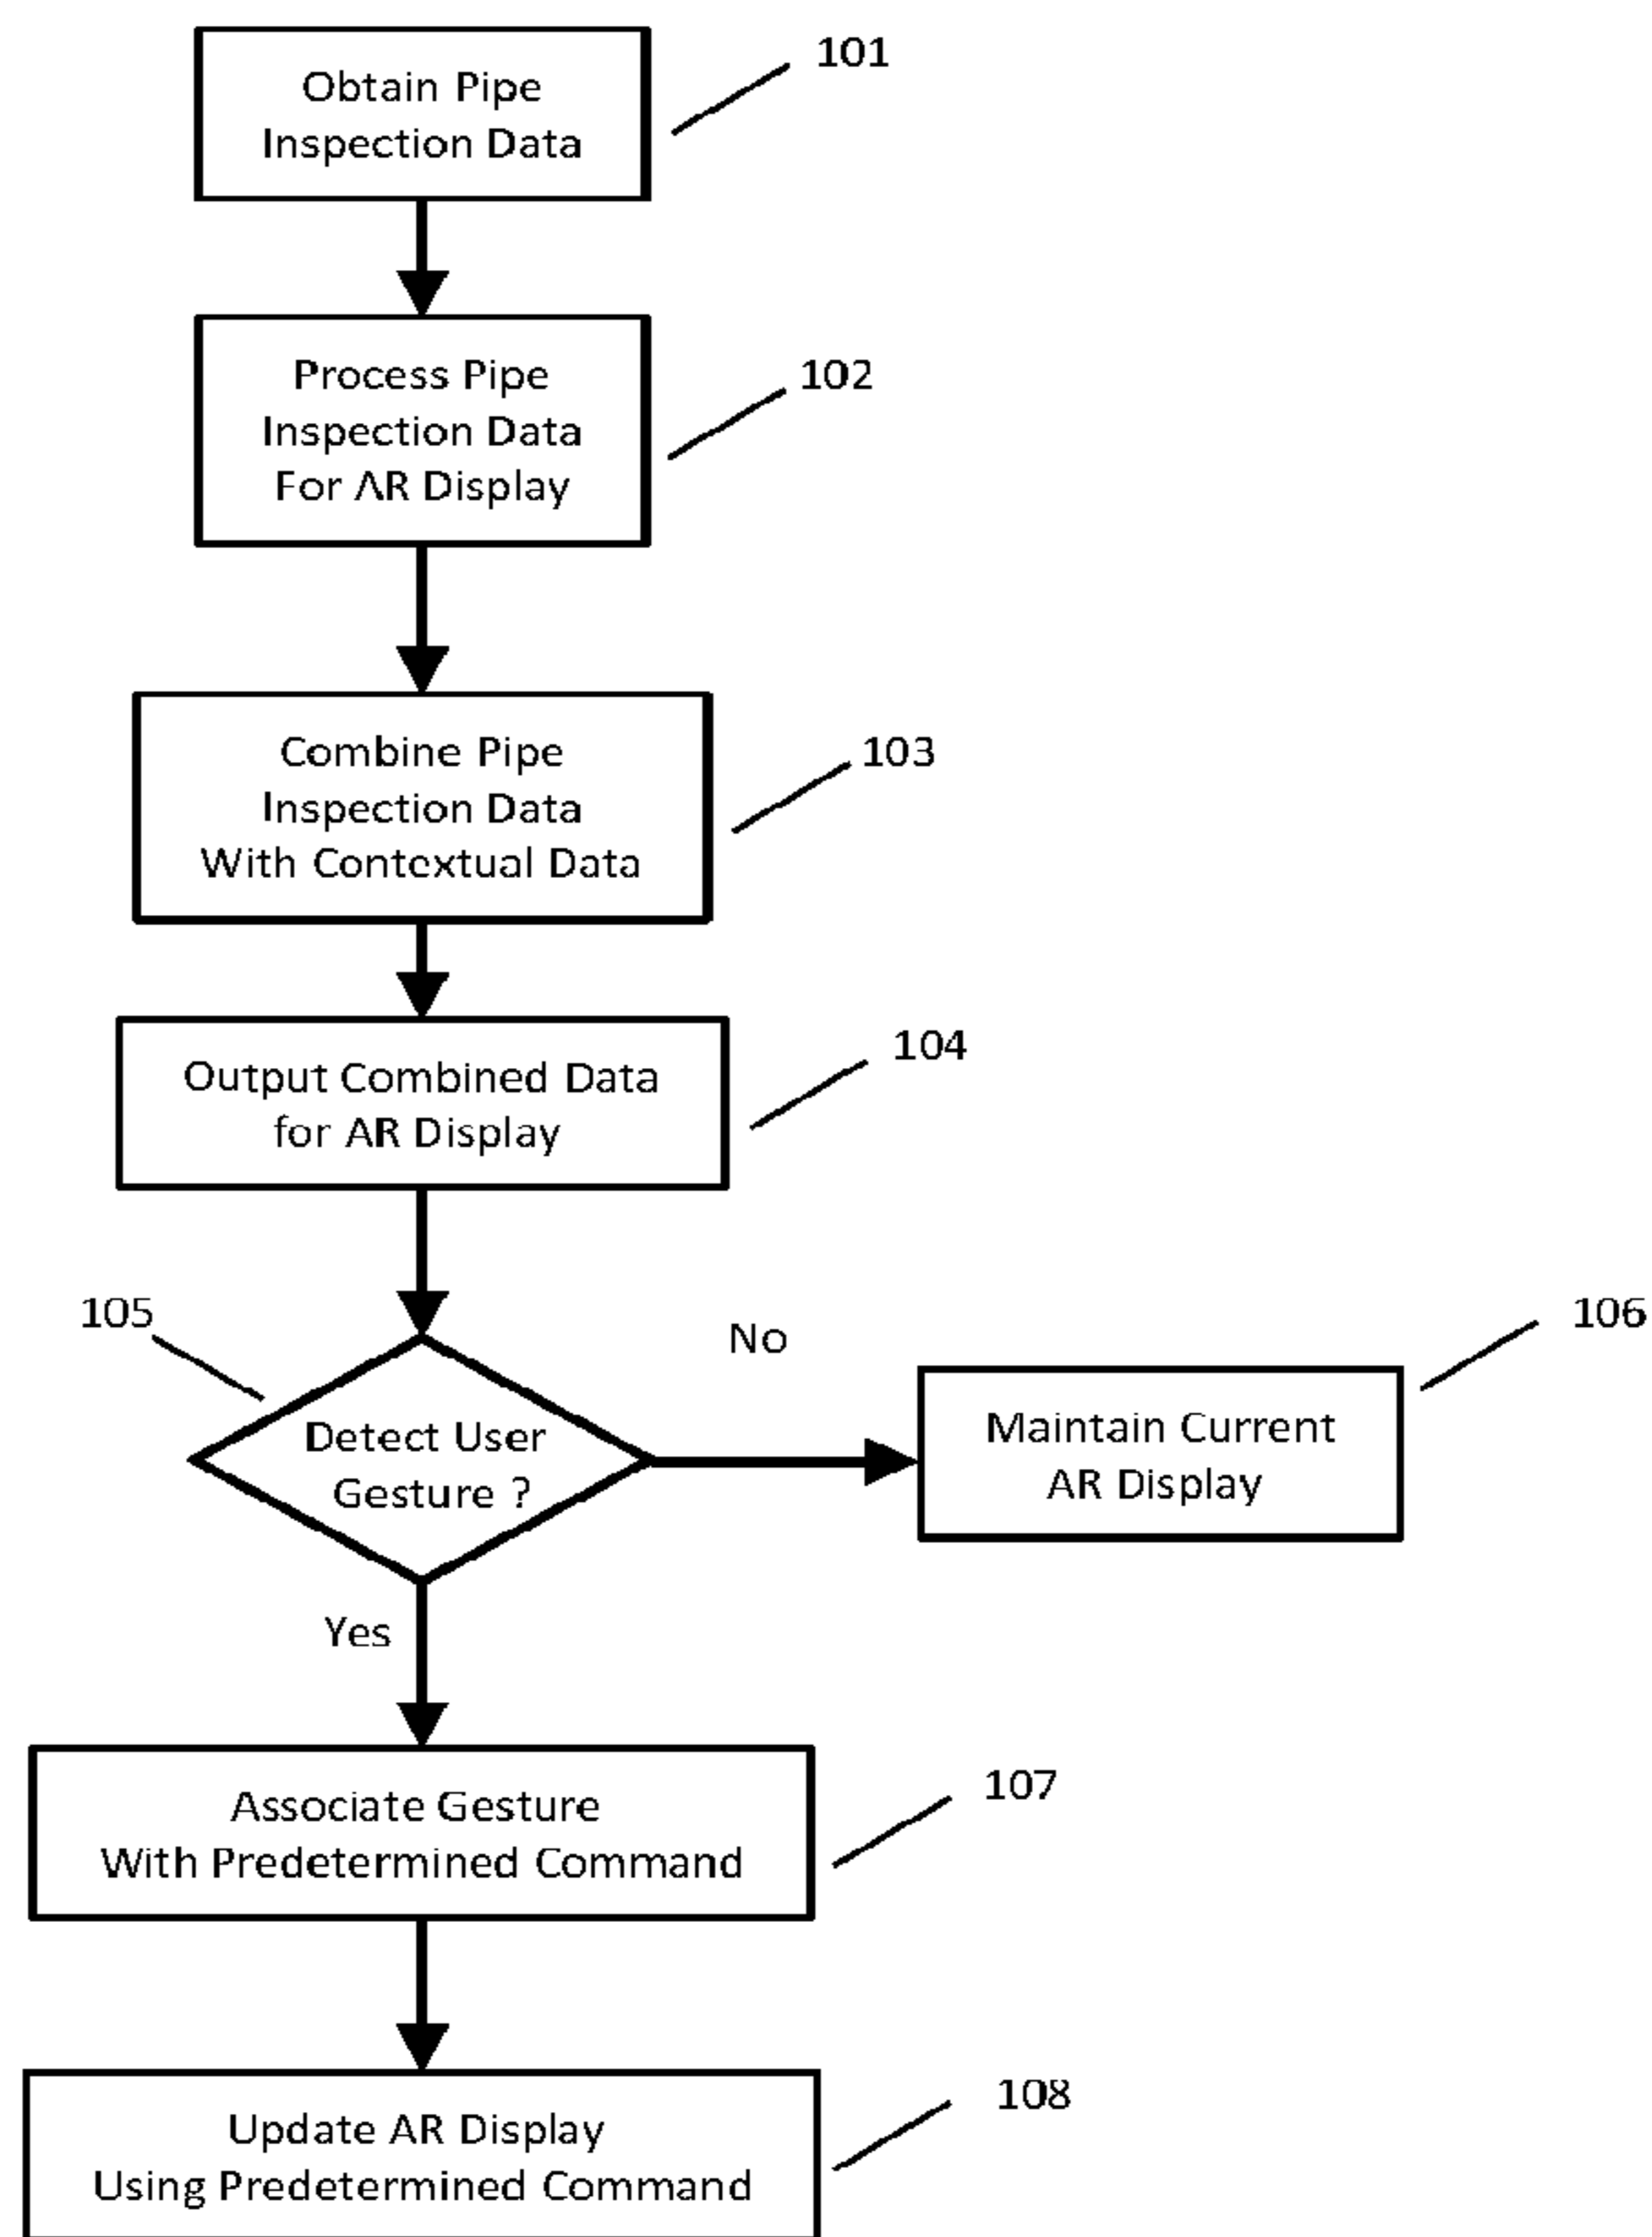 Obtain Pipe
Inspection Data
101
Process Pipe
Inspection Data
For AR Display
102
Combine Pipe
Inspection Data
With Contextual Data
103
Output Combined Data
for AR Display
104
105
Detect User
Gesture ?
No
Maintain Current
AR Display
106
Yes
Associate Gesture
With Predetermined Command
107
Update AR Display
Using Predetermined Command
108